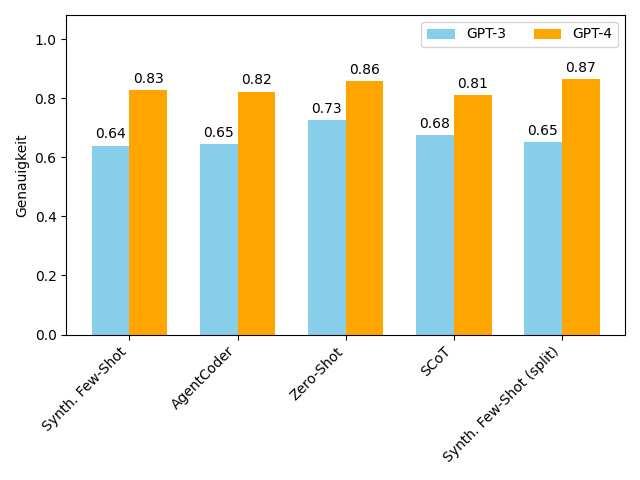 GPT-3 GPT-4
1.0
0.8
0.6
0.4
0.2
0.0
Genauigkeit
0.64 0.83 0.65 0.82 0.73 0.86 0.68 0.81 0.65 0.87
Synth. Few-Shot
AgentCoder
Zero-Shot
SCoT
Synth. Few-Shot (split)